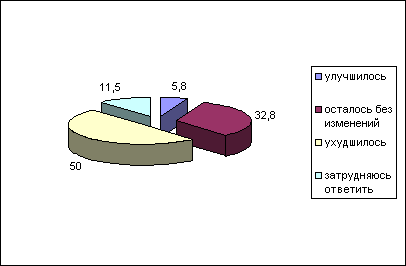 11,5
5,8
32,8
50
улучшилось
осталось без
изменений
ухудшилось
затрудняюсь
ответить